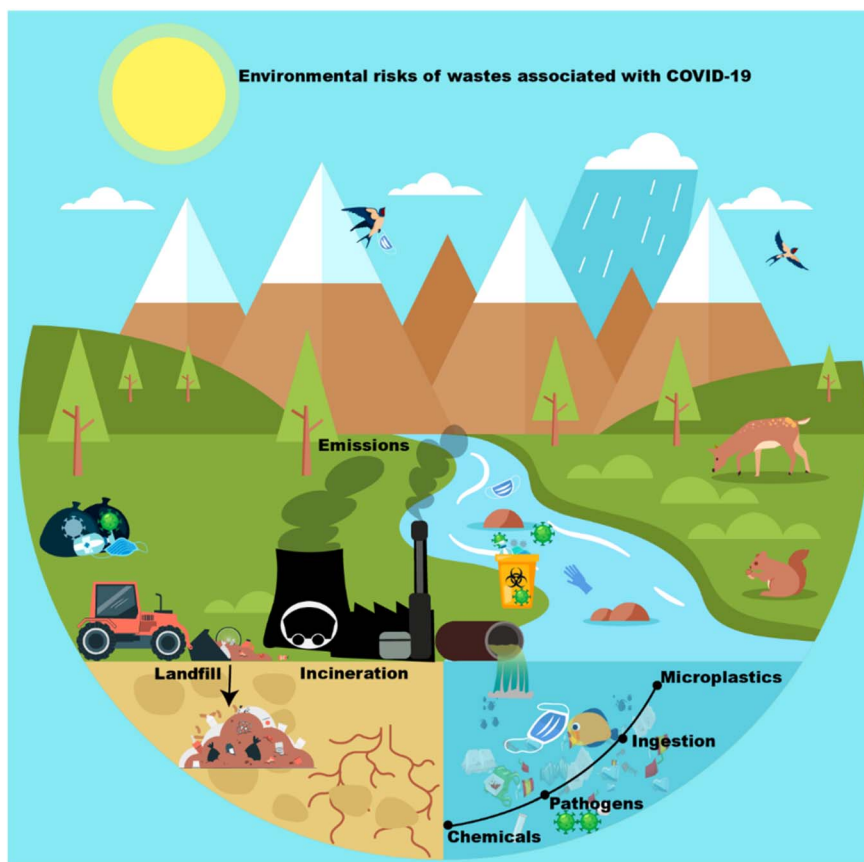 Environmental risks of wastes associated with COVID-19
Emissions
Landfill
Incineration
Microplastics
Ingestion
Pathogens
Chemicals